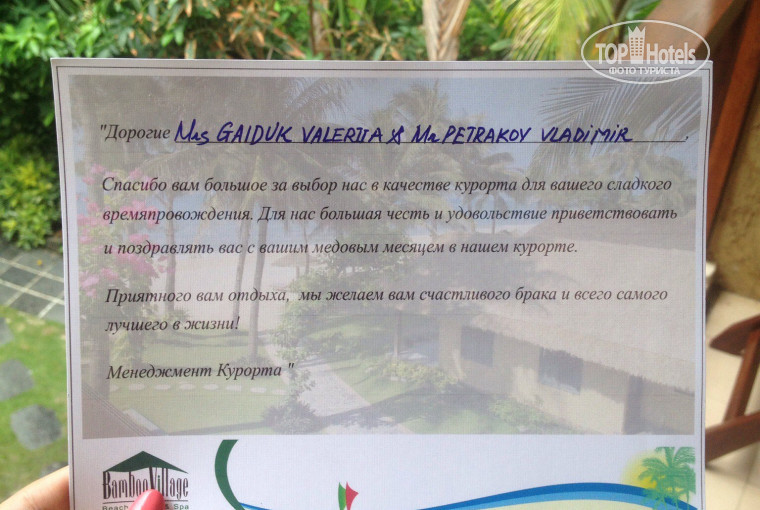 TOP Hotels
ФОТО ТУРИСТА
"Дорогие Mrs GAIDUK VALERIIA & Mr PETRAKOV VLADIMIR,
Спасибо вам большое за выбор нас в качестве курорта для вашего сладкого
времяпровождения. Для нас большая честь и удовольствие приветствовать
и поздравлять вас с вашим медовым месяцем в нашем курорте.
Приятного вам отдыха, мы желаем вам счастливого брака и всего самого
лучшего в жизни!
Менеджмент Курорта "
Bamboo Village
Beach Spa